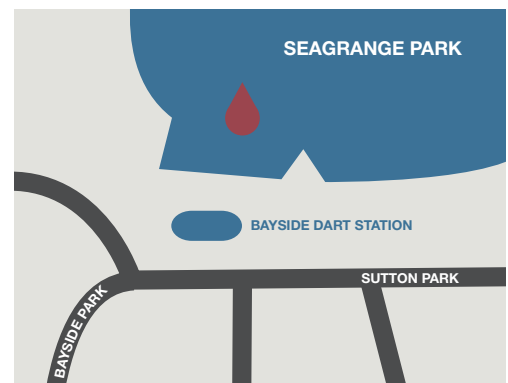 SEAGRANGE PARK
BAYSIDE DART STATION
SUTTON PARK
BAYSIDE PARK